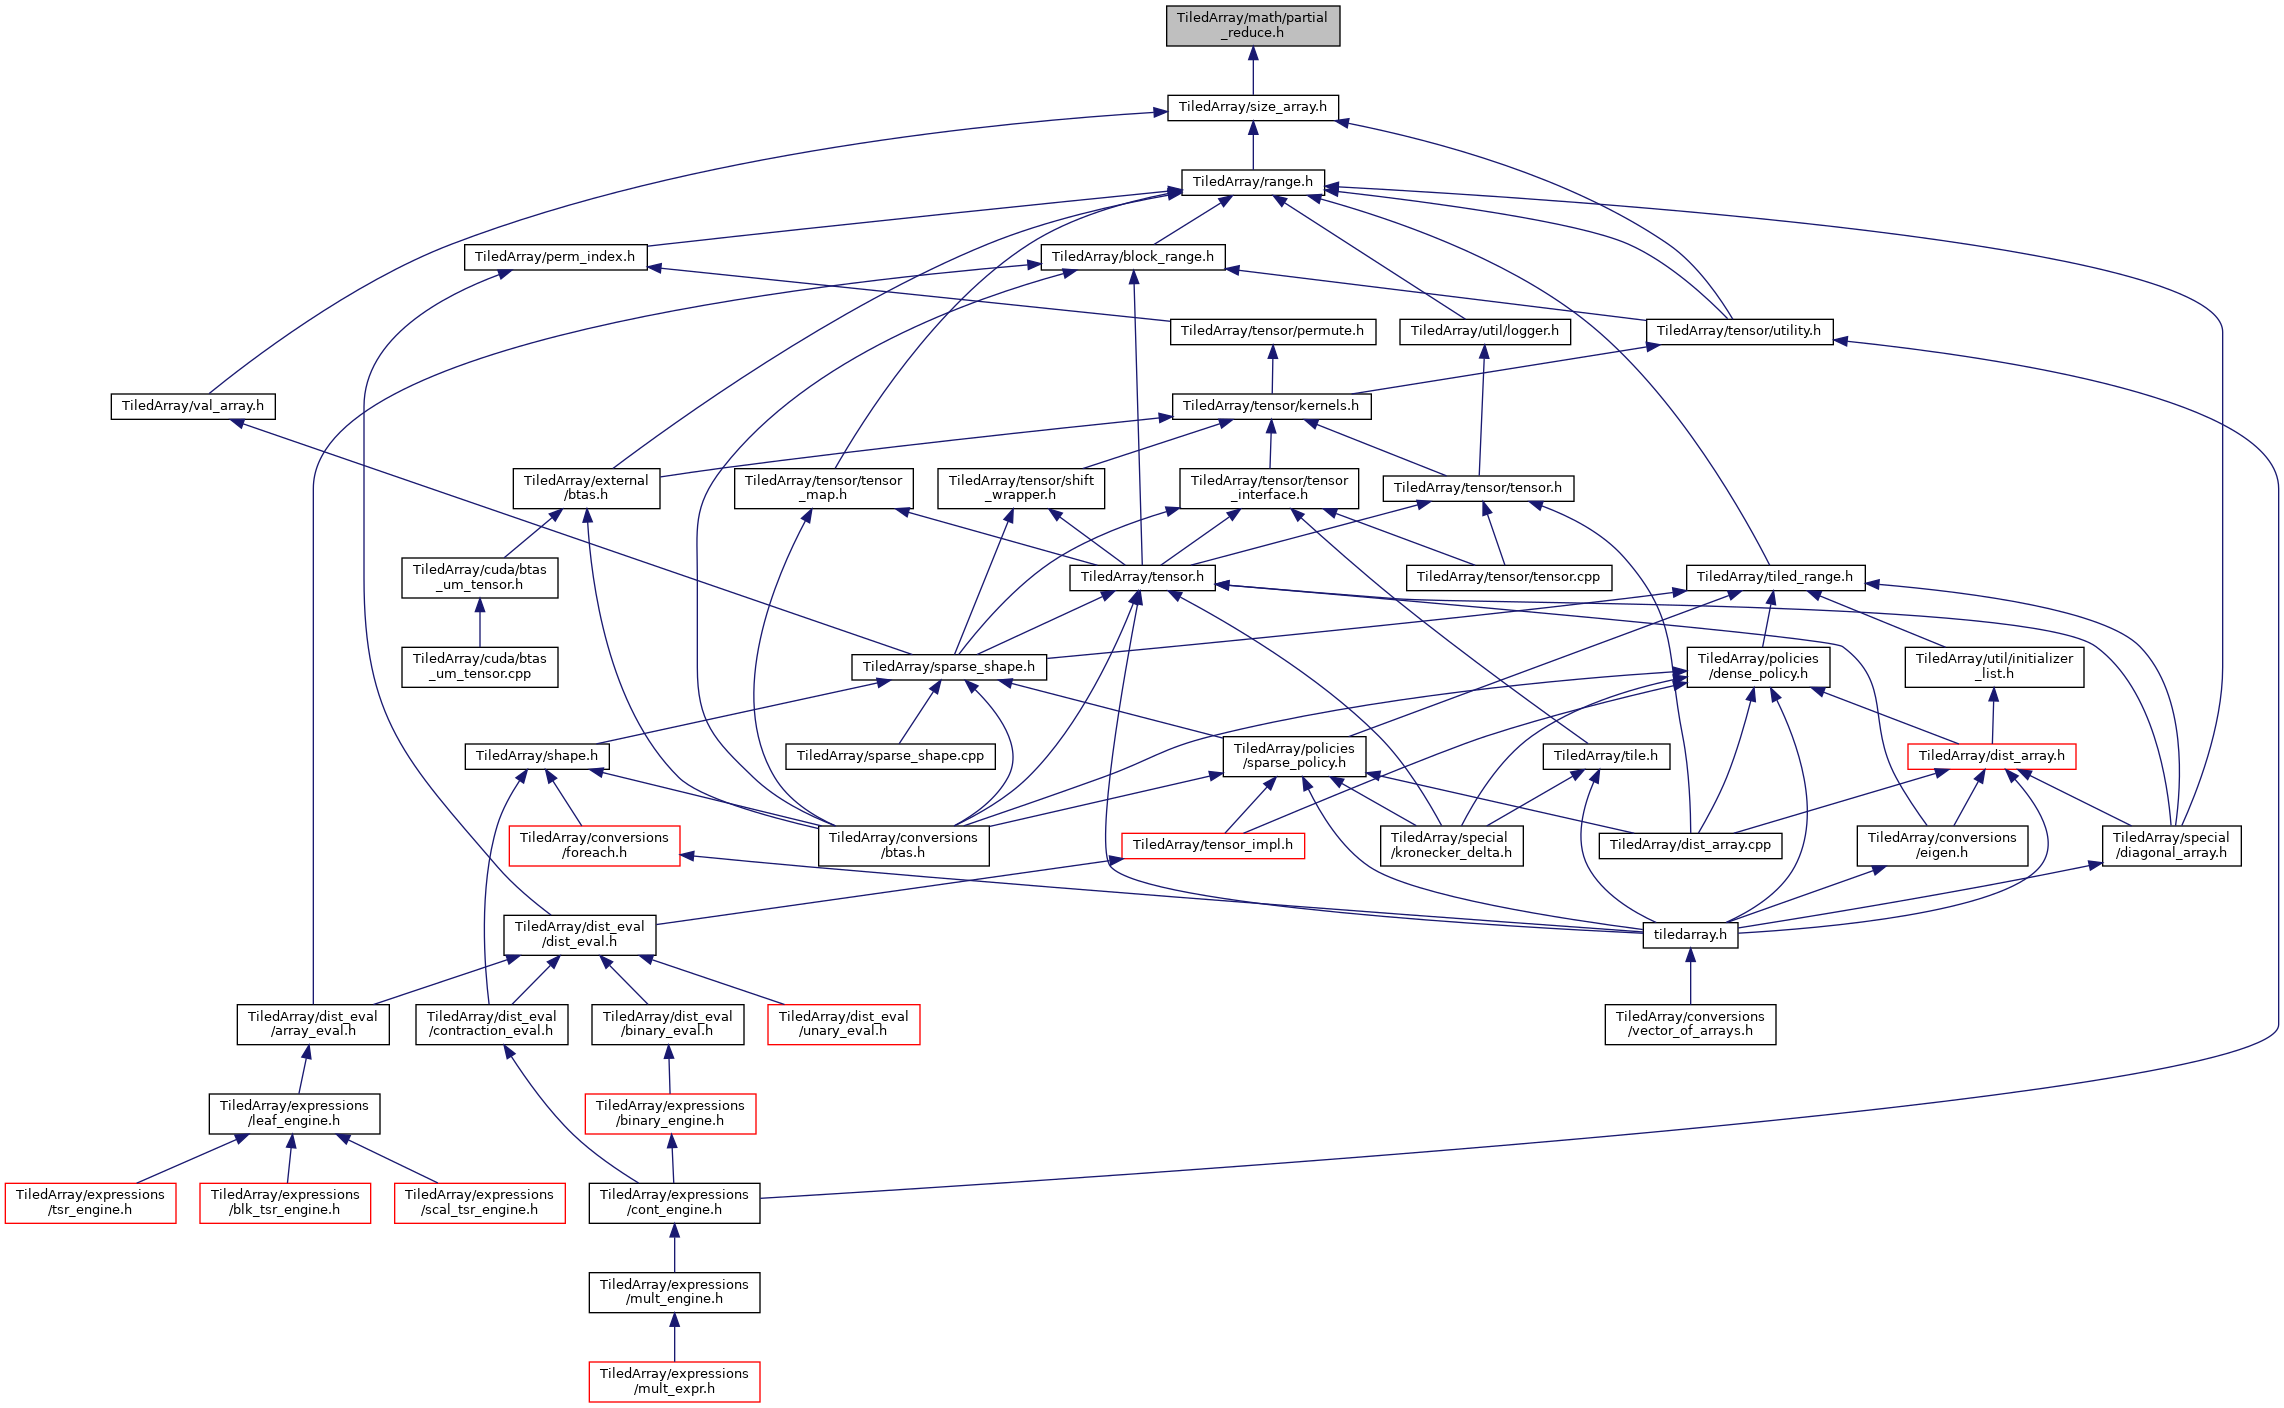 TiledArray/math/partial
_reduce.h
TiledArray/size_array.h
TiledArray/range.h
TiledArray/perm_index.h
TiledArray/block_range.h
TiledArray/tensor/permute.h
TiledArray/util/logger.h
TiledArray/tensor/utility.h
TiledArray/val_array.h
TiledArray/tensor/kernels.h
TiledArray/external
/btas.h
TiledArray/tensor/tensor
_map.h
TiledArray/tensor/shift
_wrapper.h
TiledArray/tensor/tensor
_interface.h
TiledArray/tensor/tensor.h
TiledArray/cuda/btas
_um_tensor.h
TiledArray/tensor.h
TiledArray/tensor/tensor.cpp
TiledArray/tiled_range.h
TiledArray/cuda/btas
_um_tensor.cpp
TiledArray/sparse_shape.h
TiledArray/policies
/dense_policy.h
TiledArray/util/initializer
_list.h
TiledArray/shape.h
TiledArray/sparse_shape.cpp
TiledArray/policies
/sparse_policy.h
TiledArray/tile.h
TiledArray/dist_array.h
TiledArray/conversions
/foreach.h
TiledArray/conversions
/btas.h
TiledArray/tensor_impl.h
TiledArray/special
/kronecker_delta.h
TiledArray/dist_array.cpp
TiledArray/conversions
/eigen.h
TiledArray/special
/diagonal_array.h
TiledArray/dist_eval
/dist_eval.h
tiledarray.h
TiledArray/dist_eval
/array_eval.h
TiledArray/dist_eval
/contraction_eval.h
TiledArray/dist_eval
/binary_eval.h
TiledArray/dist_eval
/unary_eval.h
TiledArray/conversions
/vector_of_arrays.h
TiledArray/expressions
/leaf_engine.h
TiledArray/expressions
/binary_engine.h
TiledArray/expressions
/tsr_engine.h
TiledArray/expressions
/blk_tsr_engine.h
TiledArray/expressions
/scal_tsr_engine.h
TiledArray/expressions
/cont_engine.h
TiledArray/expressions
/mult_engine.h
TiledArray/expressions
/mult_expr.h